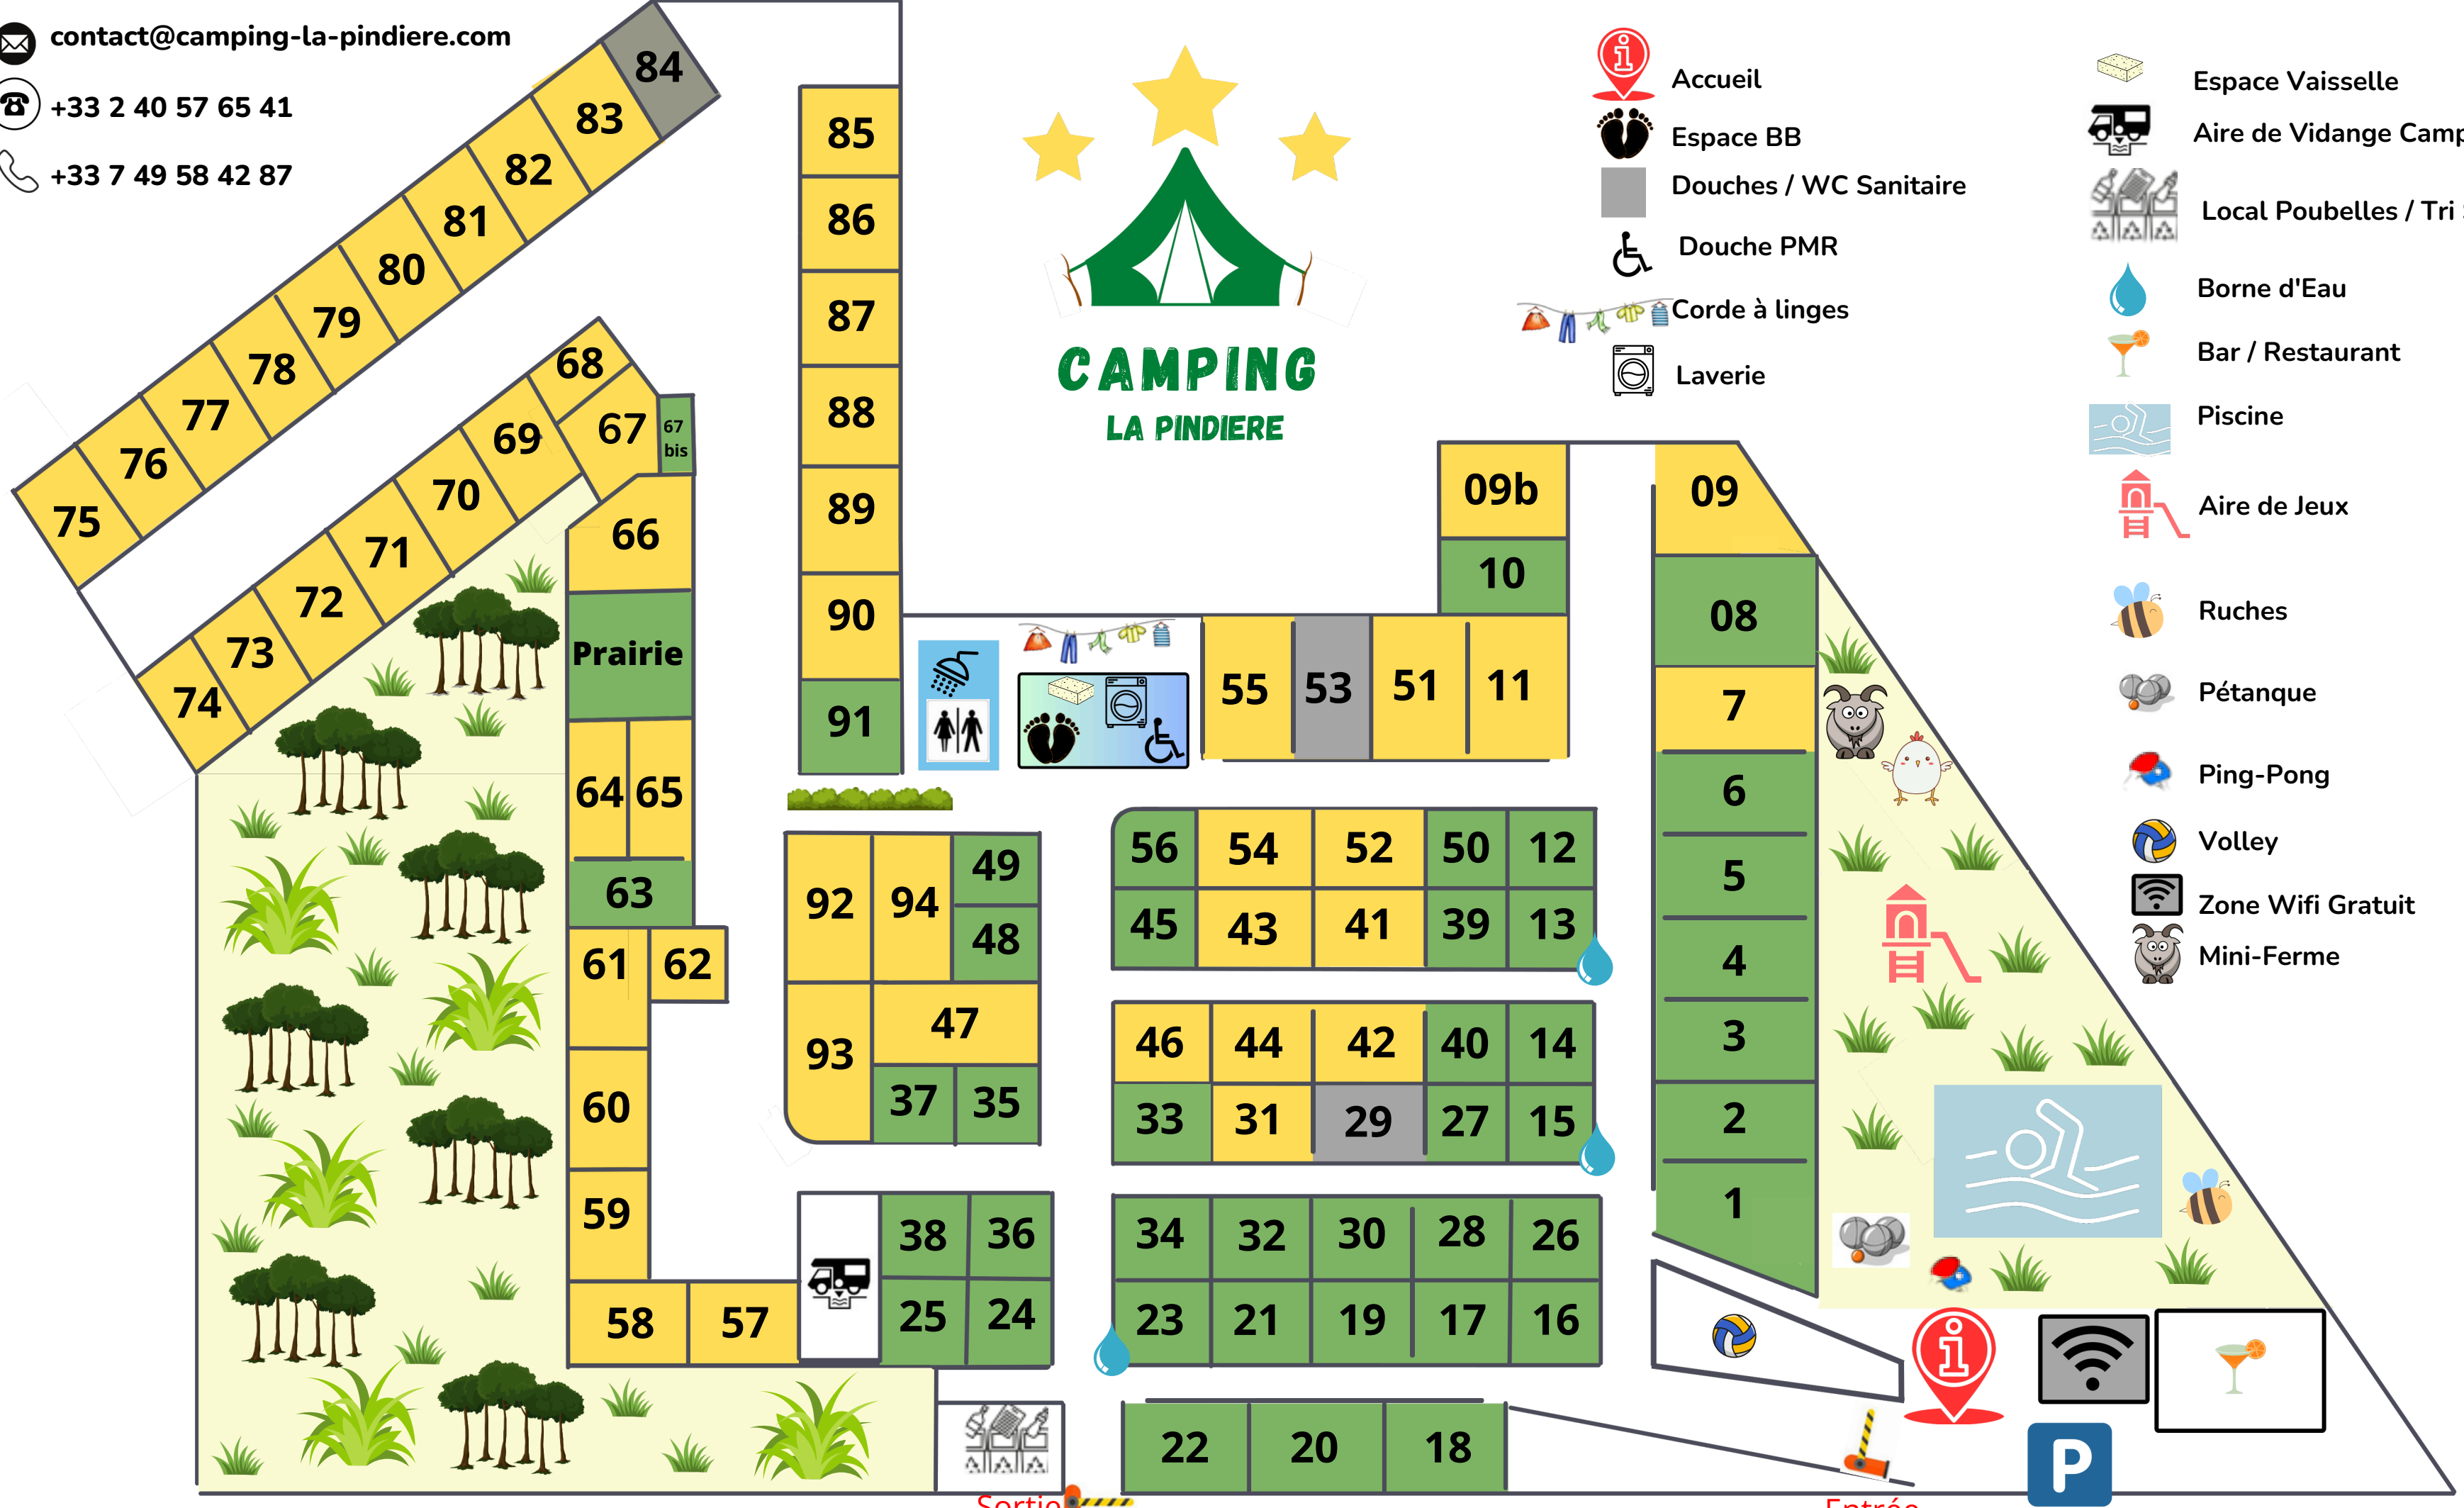 contact@camping-la-pindiere.com
+33 2 40 57 65 41
+33 7 49 58 42 87
CAMPING
LA PINDIERE
Accueil
Espace BB
Douches / WC Sanitaire
Douche PMR
Corde à linges
Laverie
Espace Vaisselle
Aire de Vidange Camp
Local Poubelles / Tri
Borne d'Eau
Bar / Restaurant
Piscine
Aire de Jeux
Ruches
Pétanque
Ping-Pong
Volley
Zone Wifi Gratuit
Mini-Ferme
84
83
82
81
80
79
78
77
76
75
68
67
67
bis
69
70
71
72
73
74
66
Prairie
64 65
63
61 62
60
59
58 57
85
86
87
88
89
90
91
92 94 49
48
93 47
37 35
38 36
25 24
09b
10
55 53 51 11
56 54 52 50 12
45 43 41 39 13
46 44 42 40 14
33 31 29 27 15
34 32 30 28 26
23 21 19 17 16
22 20 18
09
08
7
6
5
4
3
2
1
P
Sortie
Entrée